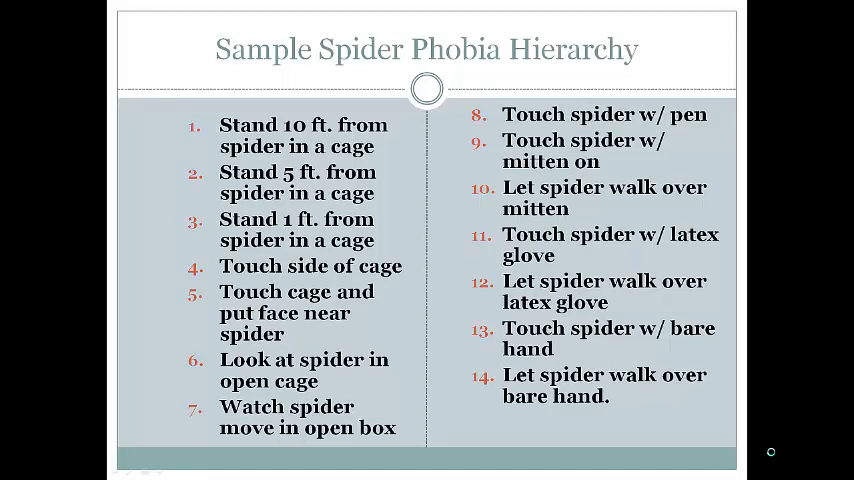 Sample Spider Phobia Hierarchy
1. Stand 10 ft. from
spider in a cage
2. Stand 5 ft. from
spider in a cage
3. Stand 1 ft. from
spider in a cage
4. Touch side of cage
5. Touch cage and
put face near
spider
6. Look at spider in
open cage
7. Watch spider
move in open box
8. Touch spider w/ pen
9. Touch spider w/
mitten on
10. Let spider walk over
mitten
11. Touch spider w/ latex
glove
12. Let spider walk over
latex glove
13. Touch spider w/ bare
hand
14. Let spider walk over
bare hand.